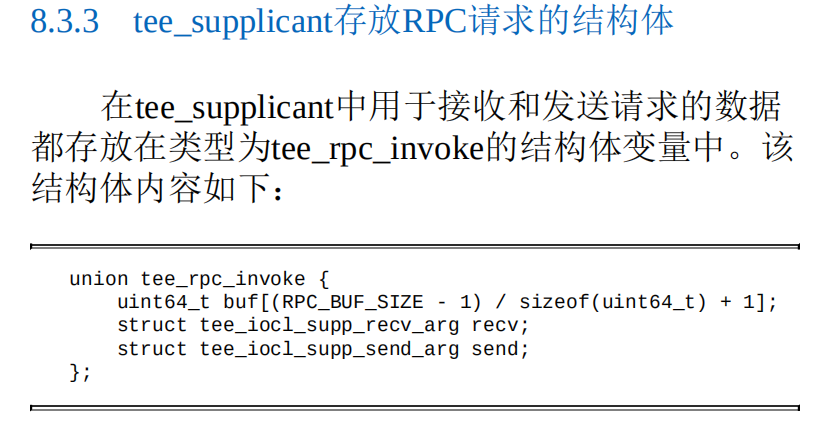 8.3.3 tee_supplicant存放RPC请求的结构体
在tee_supplicant中用于接收和发送请求的数据
都存放在类型为tee_rpc_invoke的结构体变量中。该
结构体内容如下：
union tee_rpc_invoke {
    uint64_t buf[(RPC_BUF_SIZE - 1) / sizeof(uint64_t) + 1];
    struct tee_iocl_supp_recv_arg recv;
    struct tee_iocl_supp_send_arg send;
};